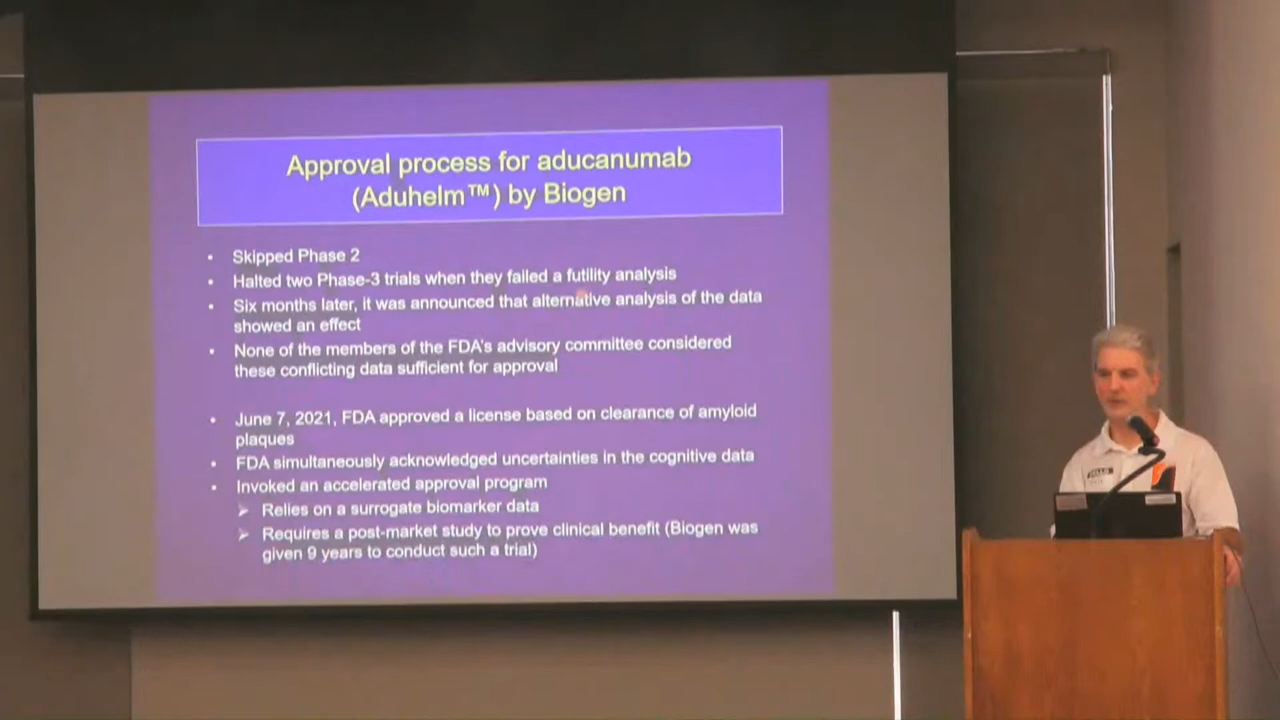 Approval process for aducanumab
(Aduhelm™) by Biogen
• Skipped Phase 2
• Halted two Phase-3 trials when they failed a futility analysis
• Six months later, it was announced that alternative analysis of the data
showed an effect
• None of the members of the FDA's advisory committee considered
these conflicting data sufficient for approval
• June 7, 2021, FDA approved a license based on clearance of amyloid
plaques
• FDA simultaneously acknowledged uncertainties in the cognitive data
• Invoked an accelerated approval program
➢ Relies on a surrogate biomarker data
➢ Requires a post-market study to prove clinical benefit (Biogen was
given 9 years to conduct such a trial)